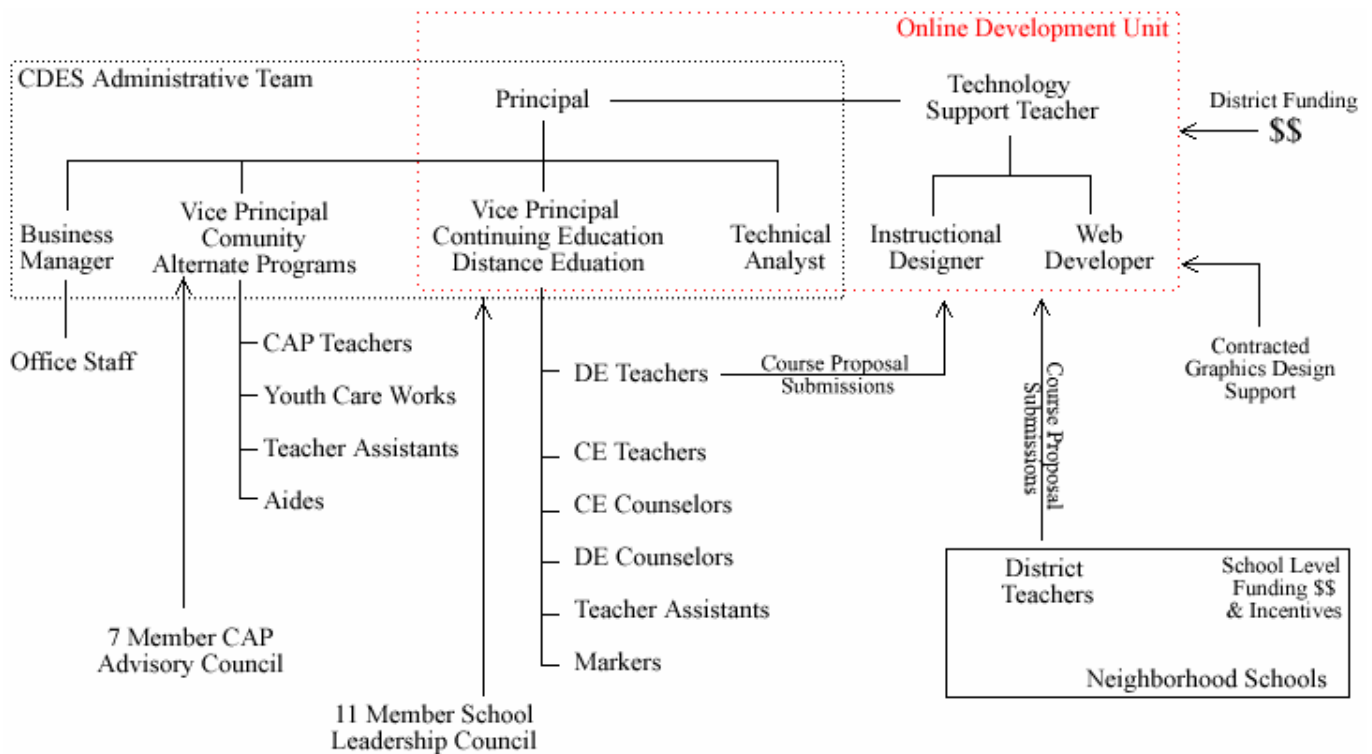 Online Development Unit
CDES Administrative Team
Principal
Technology
Support Teacher
District Funding
$$
Business
Manager
Vice Principal
Comunity
Alternate Programs
Vice Principal
Continuing Education
Distance Eduation
Technical
Analyst
Instructional
Designer
Web
Developer
Office Staff
CAP Teachers
Youth Care Works
Teacher Assistants
Aides
DE Teachers
Course Proposal
Submissions
CE Teachers
CE Counselors
DE Counselors
Teacher Assistants
Markers
Course Proposal
Submissions
Contracted
Graphics Design
Support
District
Teachers
School Level
Funding $$
& Incentives
Neighborhood Schools
7 Member CAP
Advisory Council
11 Member School
Leadership Council